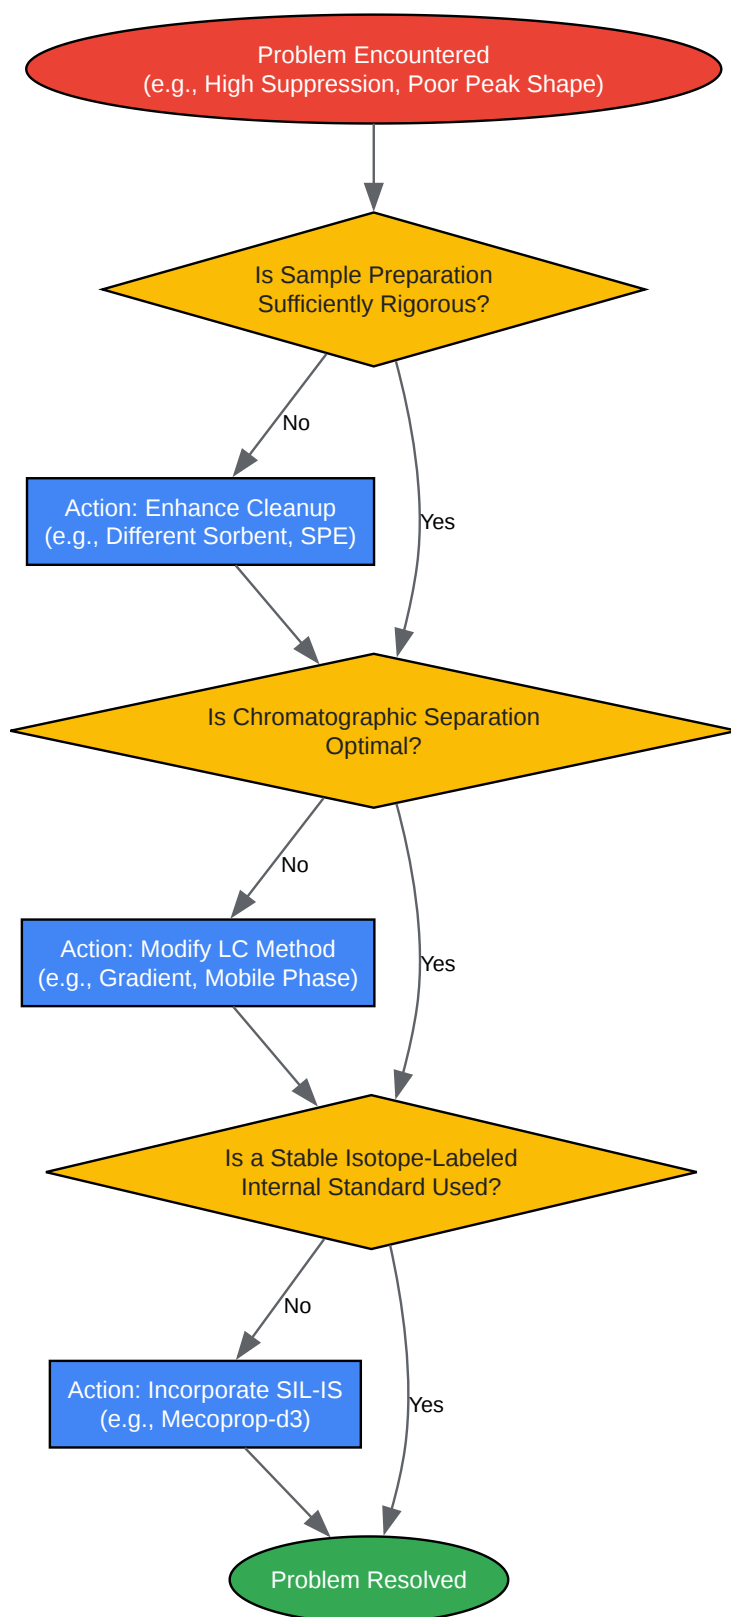 Problem Encountered
(e.g., High Suppression, Poor Peak Shape)
Is Sample Preparation
Sufficiently Rigorous?
No
Action: Enhance Cleanup
(e.g., Different Sorbent, SPE)
Yes
Is Chromatographic Separation
Optimal?
No
Action: Modify LC Method
(e.g., Gradient, Mobile Phase)
Yes
Is a Stable Isotope-Labeled
Internal Standard Used?
No
Action: Incorporate SIL-IS
(e.g., Mecoprop-d3)
Yes
Problem Resolved